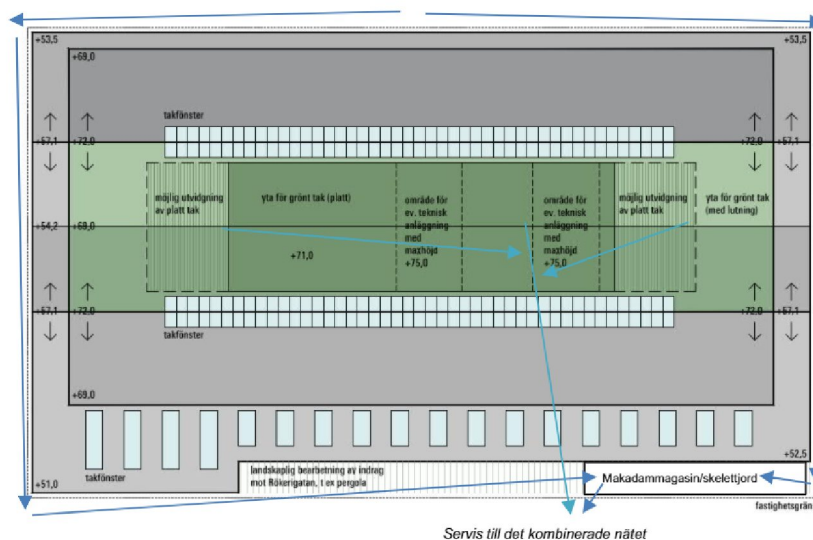 +53,5
+53,5
+69,0
takfönster
+57,1
+72,0
+72,0
+57,1
möjlig utvidgning
av platt tak
yta för grönt tak (platt)
område för
ev. teknisk
anläggning
med
maxhöjd
+75,0
område för
ev. teknisk
anläggning
med
maxhöjd
+75,0
möjlig utvidgning
av platt tak
yta för grönt tak
(med lutning)
+54,2
+68,0
+71,0
+57,1
+72,0
+72,0
+57,1
takfönster
+69,0
takfönster
+52,5
landskaplig bearbetning av indrag
mot Rökerigatan, t ex pergola
Makadammagasin/skelettjord
+51,0
fastighetsgräns
Servis till det kombinerade nätet